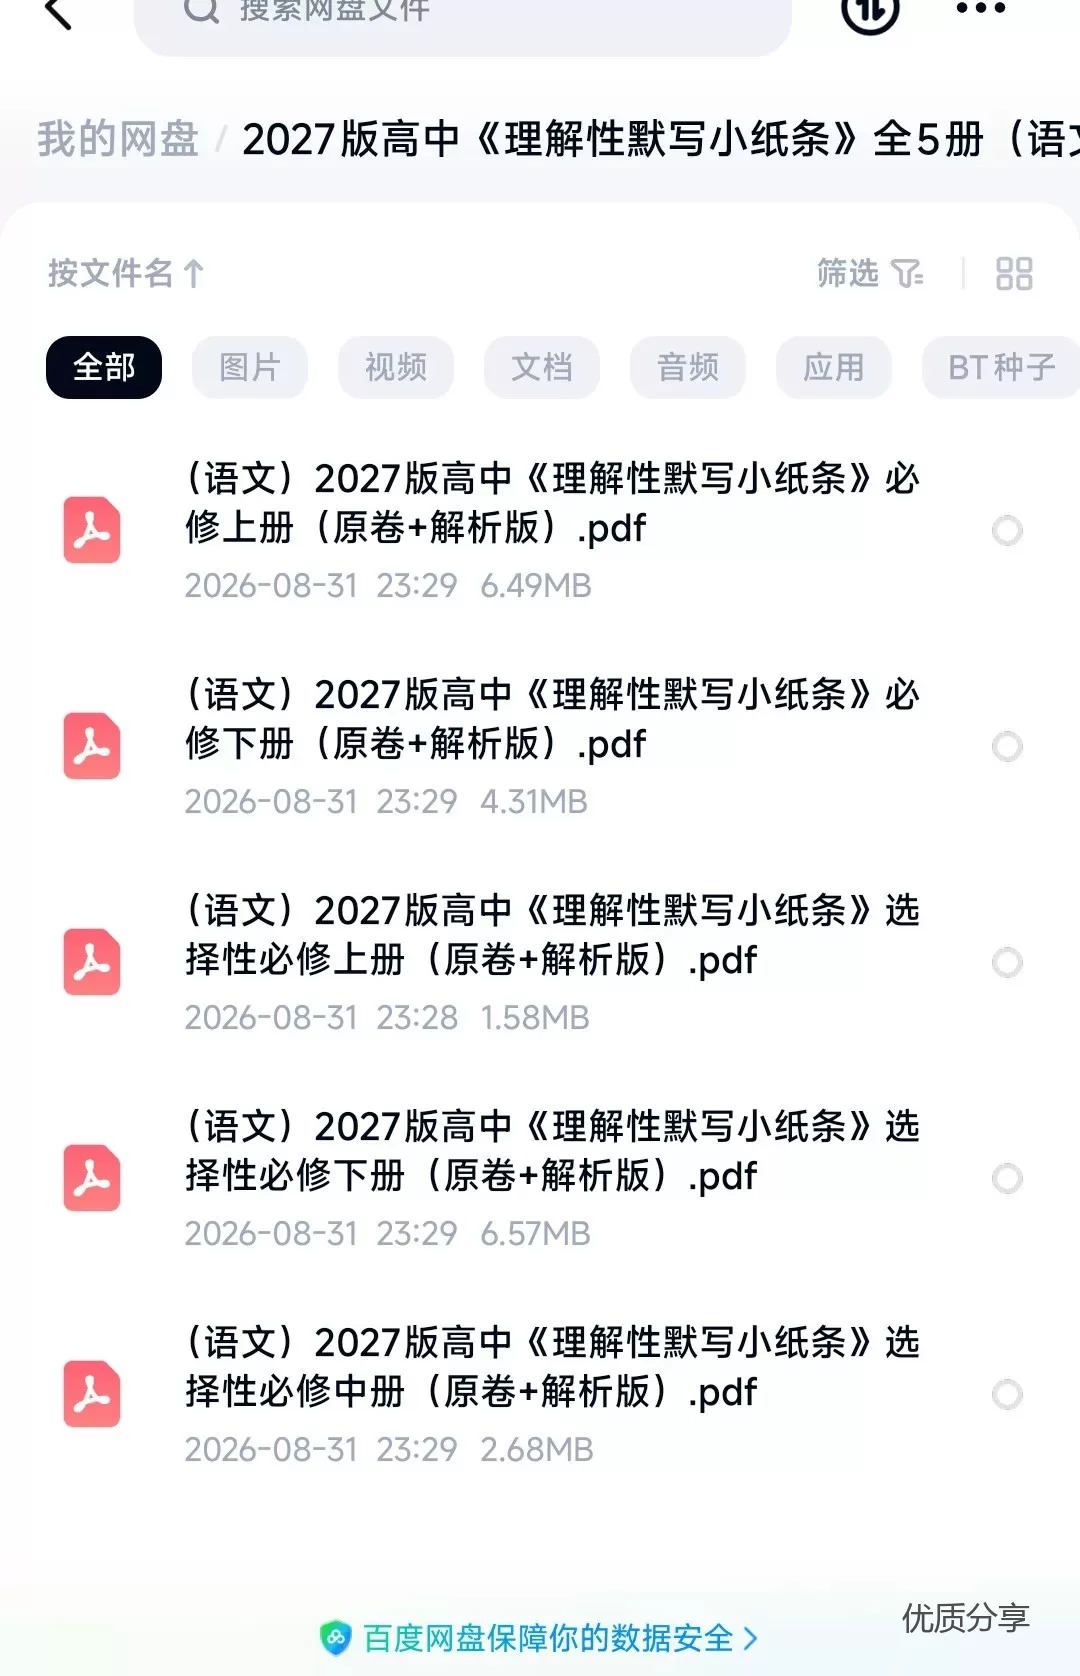 搜索网盘文件
我的网盘 / 2027版高中《理解性默写小纸条》全5册（语文
按文件名↑
筛选
全部 图片 视频 文档 音频 应用 BT种子
（语文）2027版高中《理解性默写小纸条》必
修上册（原卷+解析版）.pdf
2026-08-31 23:29 6.49MB
（语文）2027版高中《理解性默写小纸条》必
修下册（原卷+解析版）.pdf
2026-08-31 23:29 4.31MB
（语文）2027版高中《理解性默写小纸条》选
择性必修上册（原卷+解析版）.pdf
2026-08-31 23:28 1.58MB
（语文）2027版高中《理解性默写小纸条》选
择性必修下册（原卷+解析版）.pdf
2026-08-31 23:29 6.57MB
（语文）2027版高中《理解性默写小纸条》选
择性必修中册（原卷+解析版）.pdf
2026-08-31 23:29 2.68MB
优质分享
百度网盘保障你的数据安全